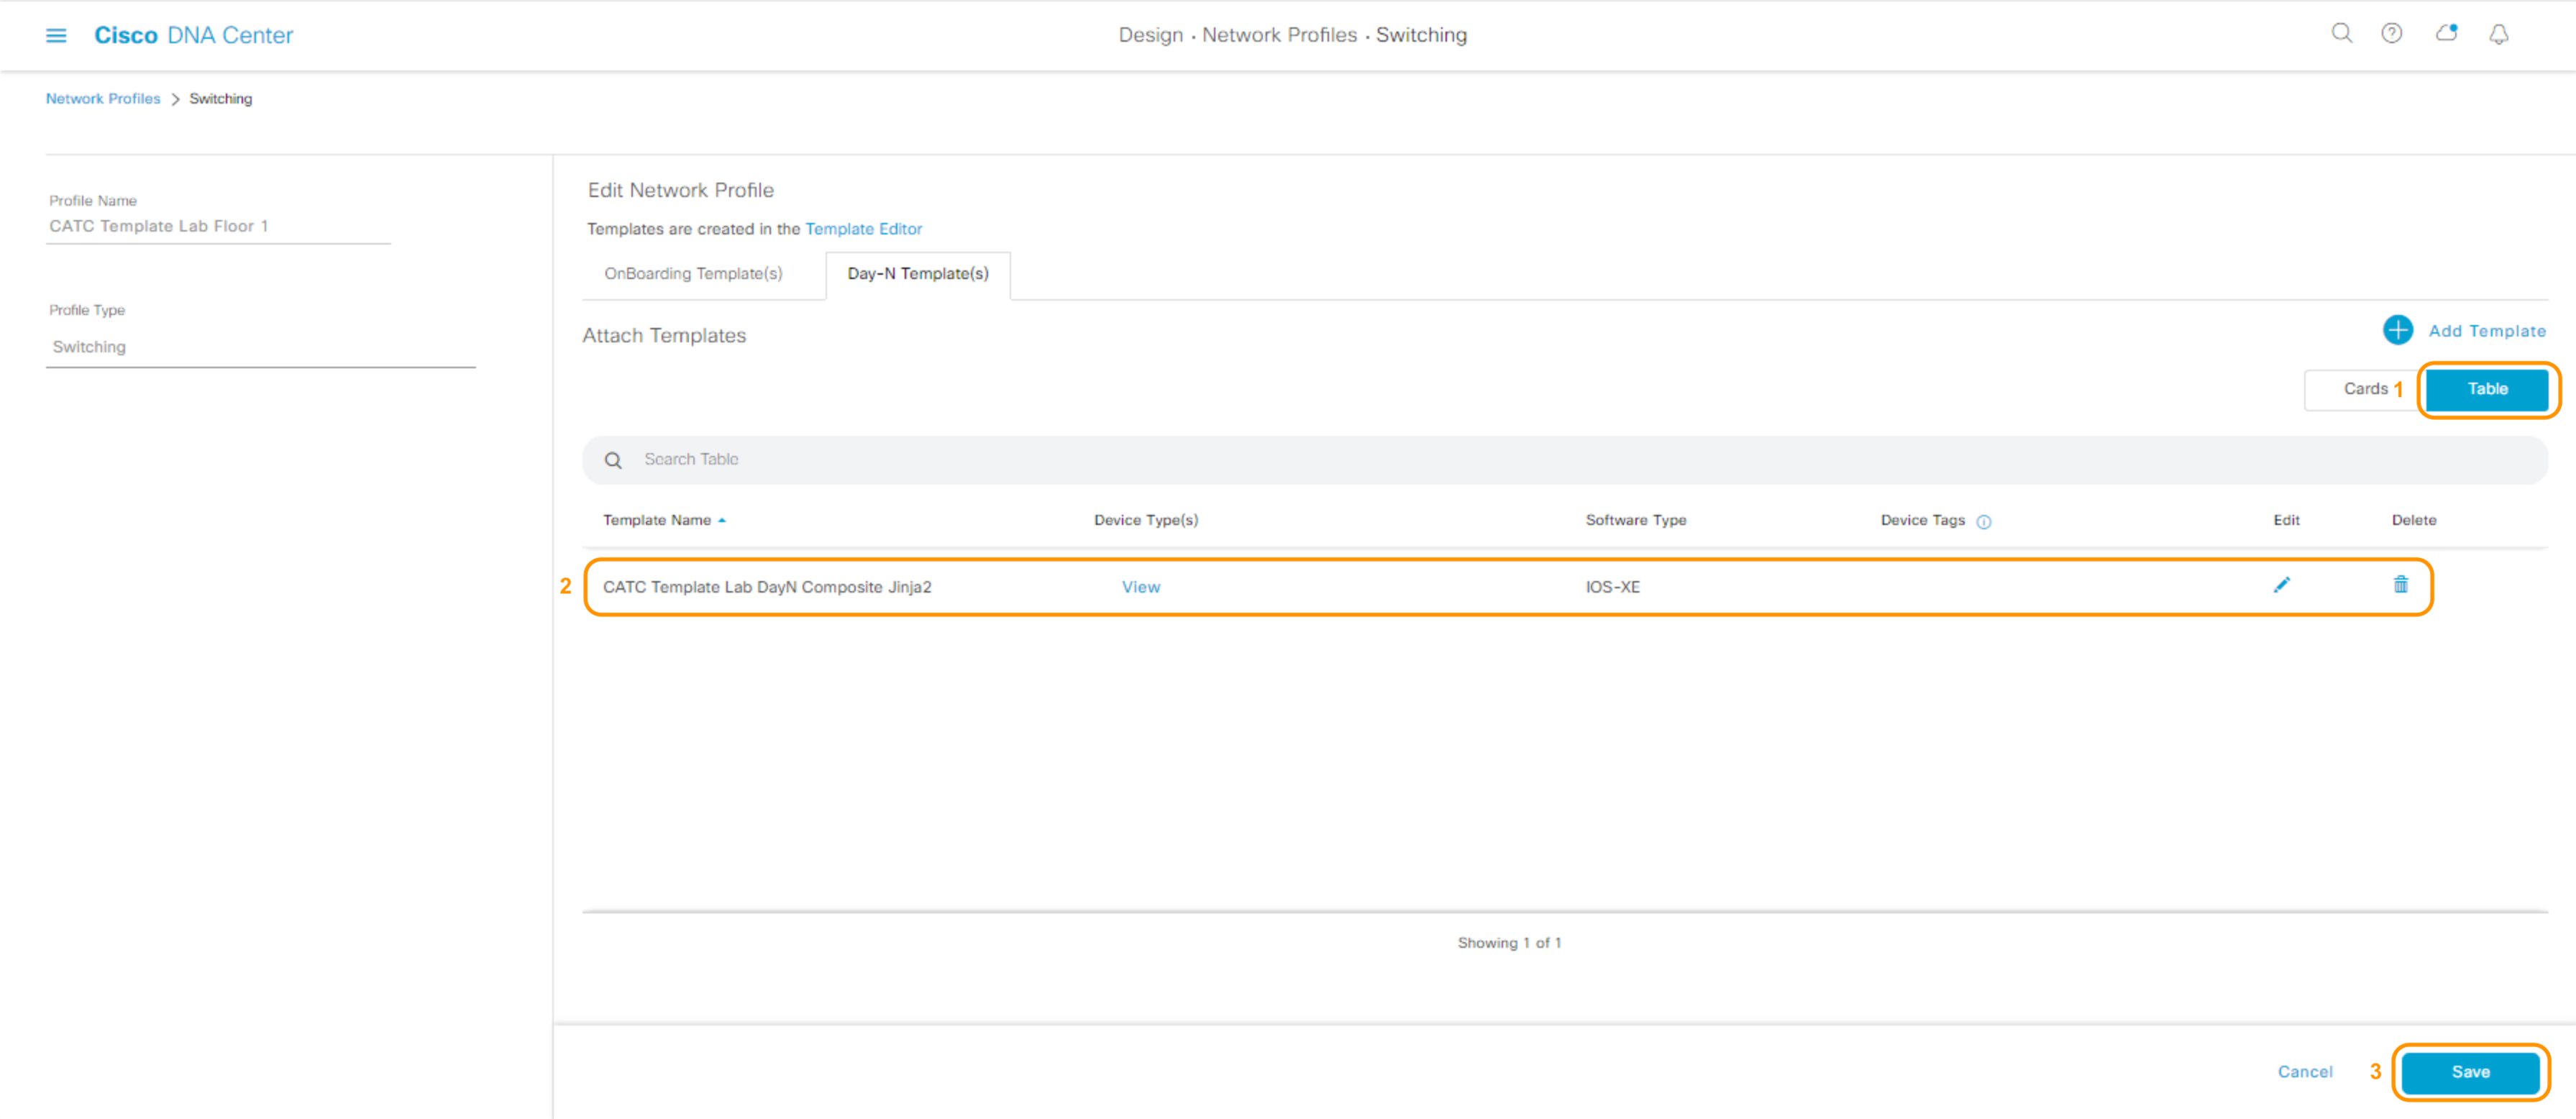 Cisco DNA Center
Design · Network Profiles · Switching
Network Profiles > Switching
Profile Name
CATC Template Lab Floor 1
Profile Type
Switching
Edit Network Profile
Templates are created in the Template Editor
OnBoarding Template(s)
Day-N Template(s)
Attach Templates
Add Template
Cards 1 Table
Search Table
Template Name Device Type(s) Software Type Device Tags Edit Delete
2 CATC Template Lab DayN Composite Jinja2 View IOS-XE
Showing 1 of 1
Cancel 3 Save